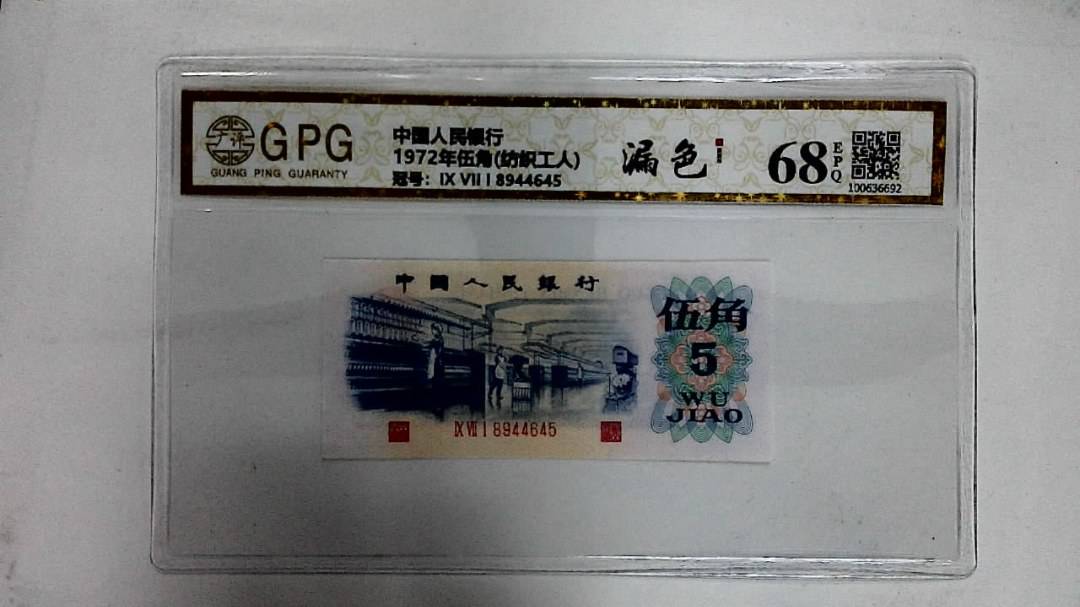 GPG
GUANG PING GUARANTY
中國人民銀行
1972年伍角(纺织工人)
冠号: IX VII I 8944645
漏色
68
EPQ
100636692
中國人民銀行
伍角
5
WU
JIAO
IX VII I 8944645